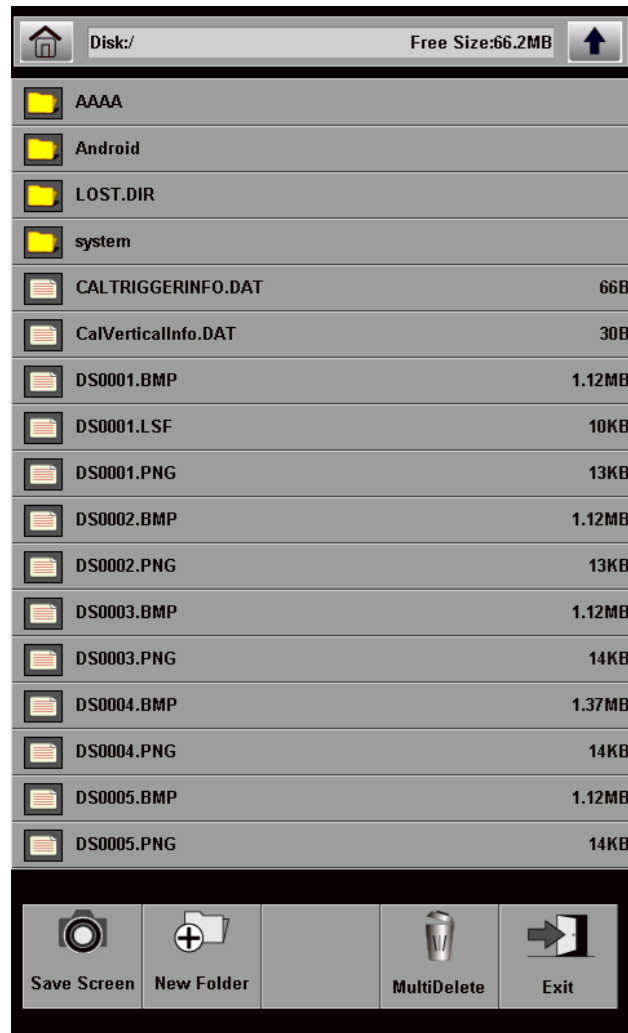 Disk:/ Free Size:66.2MB
AAAA
Android
LOST.DIR
system
CALTRIGGERINFO.DAT 66B
CalVerticalInfo.DAT 30B
DS0001.BMP 1.12MB
DS0001.LSF 10KB
DS0001.PNG 13KB
DS0002.BMP 1.12MB
DS0002.PNG 13KB
DS0003.BMP 1.12MB
DS0003.PNG 14KB
DS0004.BMP 1.37MB
DS0004.PNG 14KB
DS0005.BMP 1.12MB
DS0005.PNG 14KB
Save Screen New Folder MultiDelete Exit